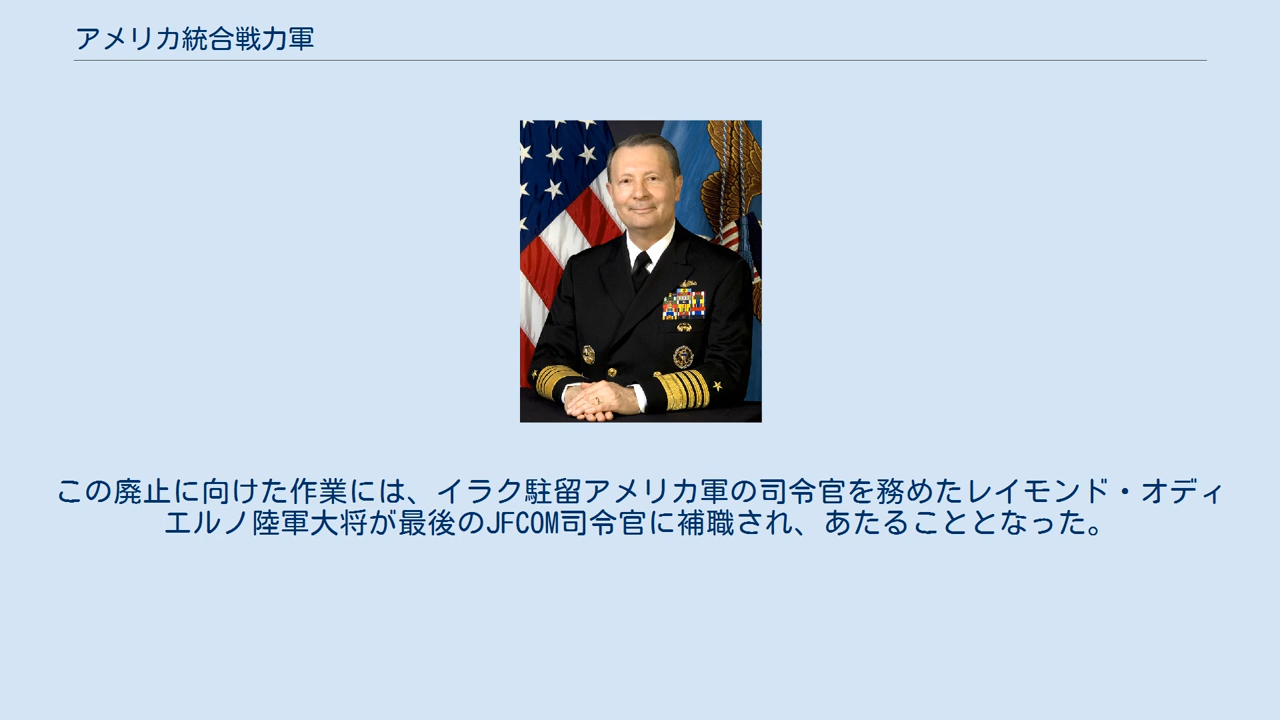 アメリカ統合戦力軍
この廃止に向けた作業には、イラク駐留アメリカ軍の司令官を務めたレイモンド・オディ
エルノ陸軍大将が最後のJFCOM司令官に補職され、あたることとなった。